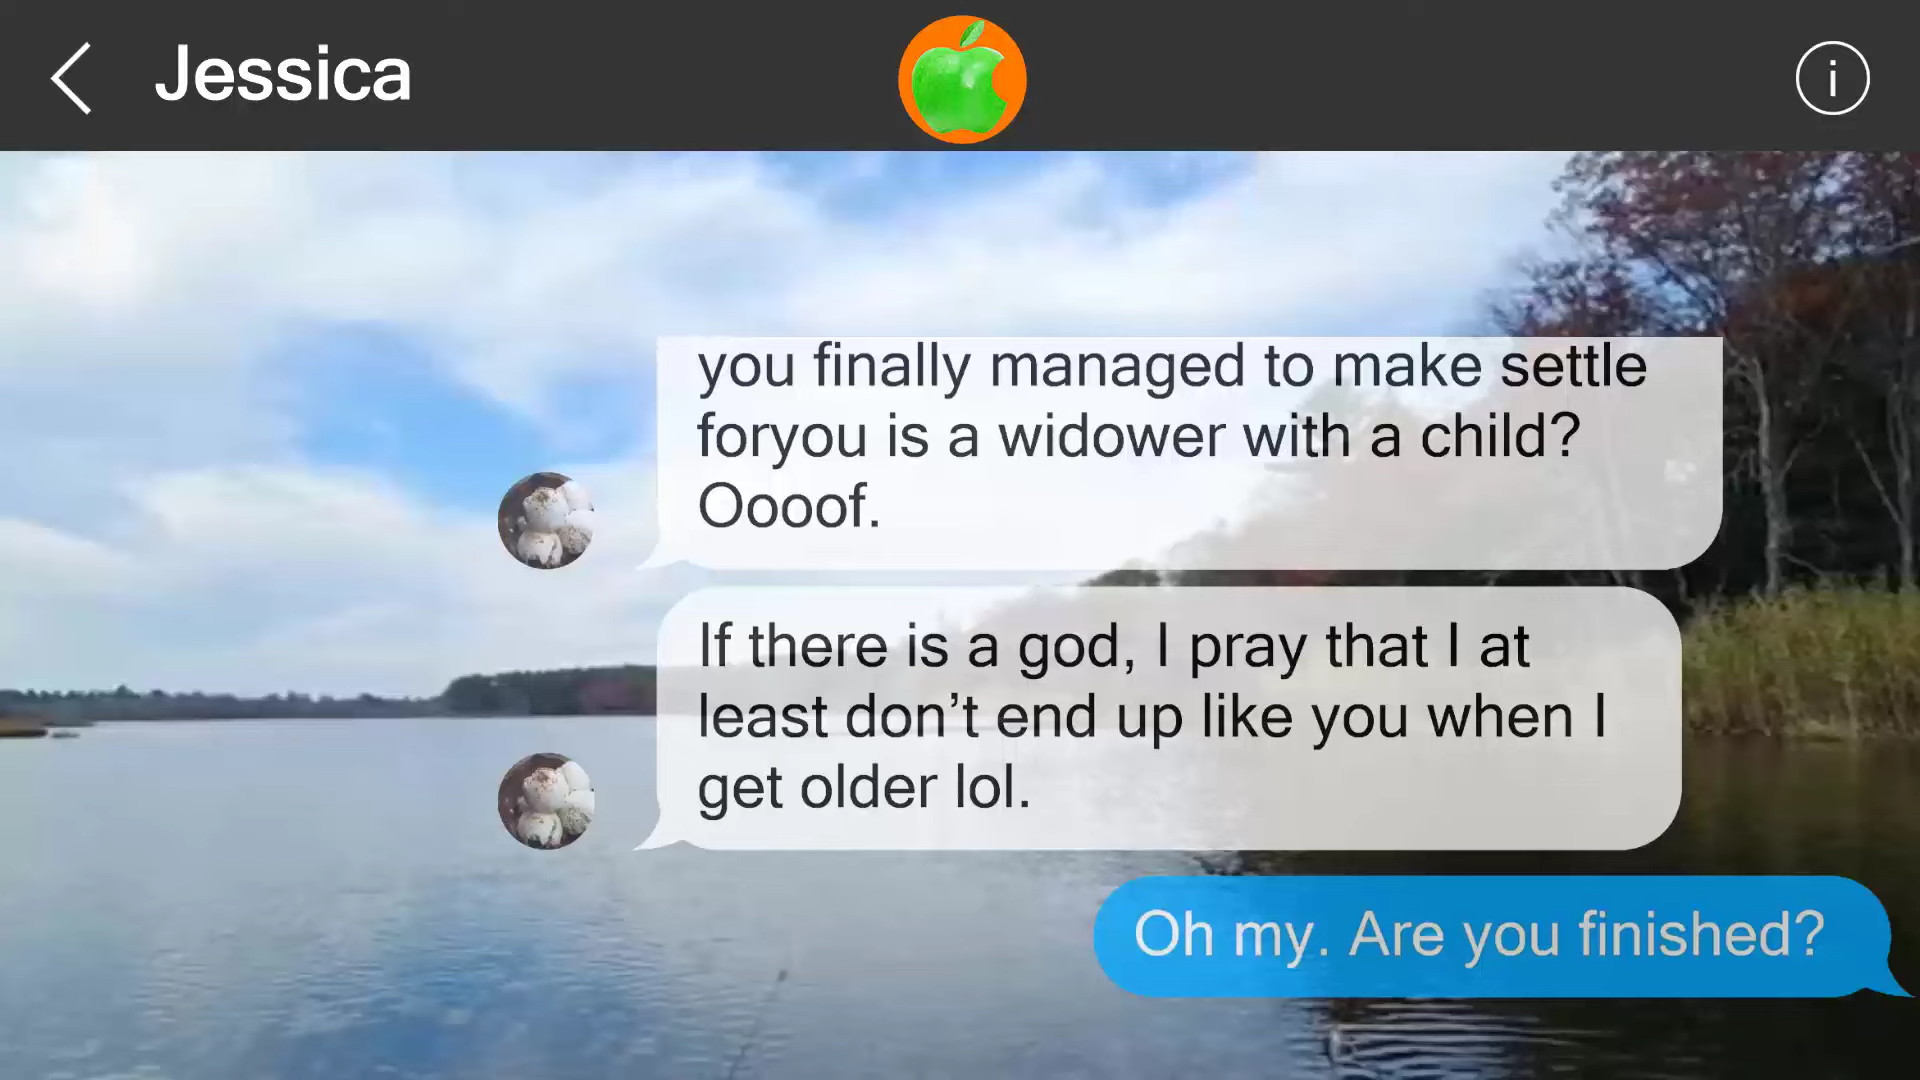 Jessica
i
you finally managed to make settle
foryou is a widower with a child?
Oooof.
If there is a god, I pray that I at
least don’t end up like you when I
get older lol.
Oh my. Are you finished?